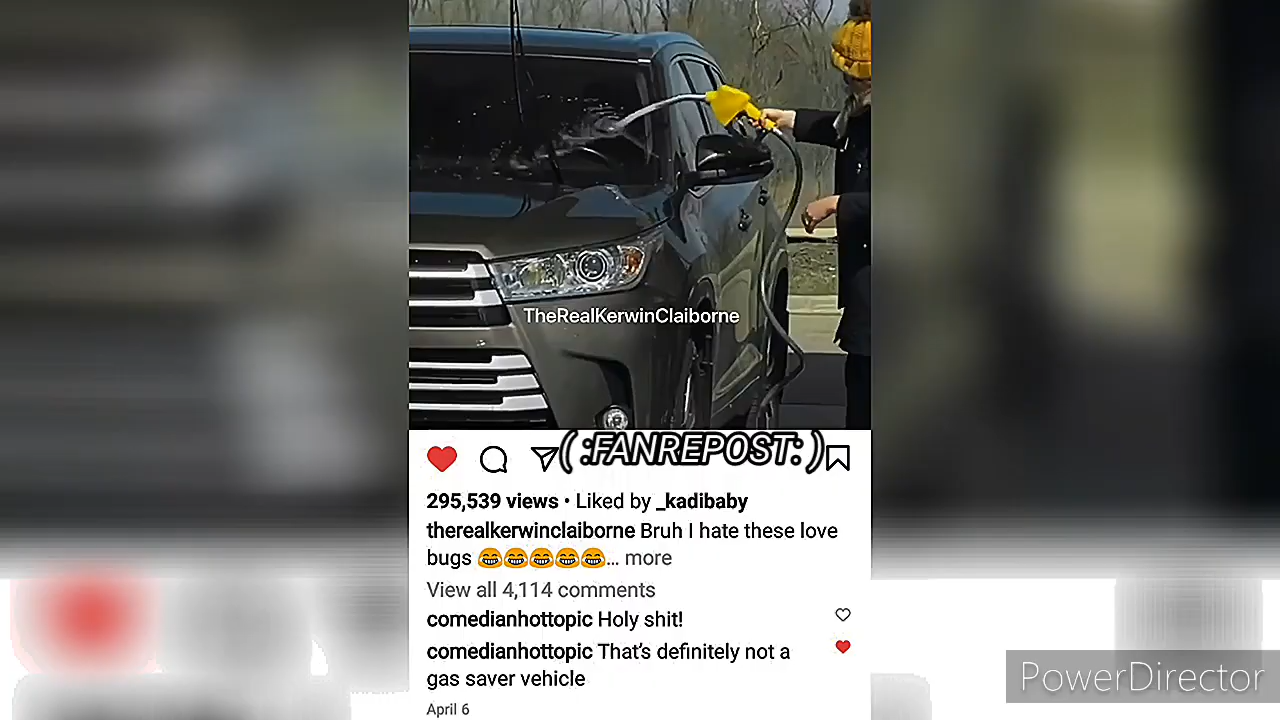 TheRealKerwinClaiborne
( :FANREPOST: )
295,539 views • Liked by _kadibaby
therealkerwinclaiborne Bruh I hate these love
bugs 😂😂😂😂😂... more
View all 4,114 comments
comedianhottopic Holy shit!
comedianhottopic That's definitely not a
gas saver vehicle
April 6
PowerDirector